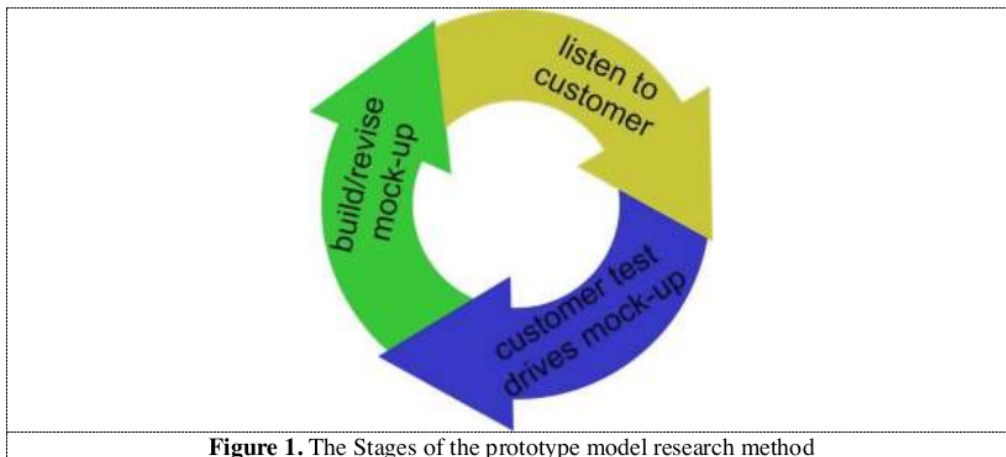 listen to
customer
customer test
drives mock-up
build/revise
mock-up
Figure 1. The Stages of the prototype model research method